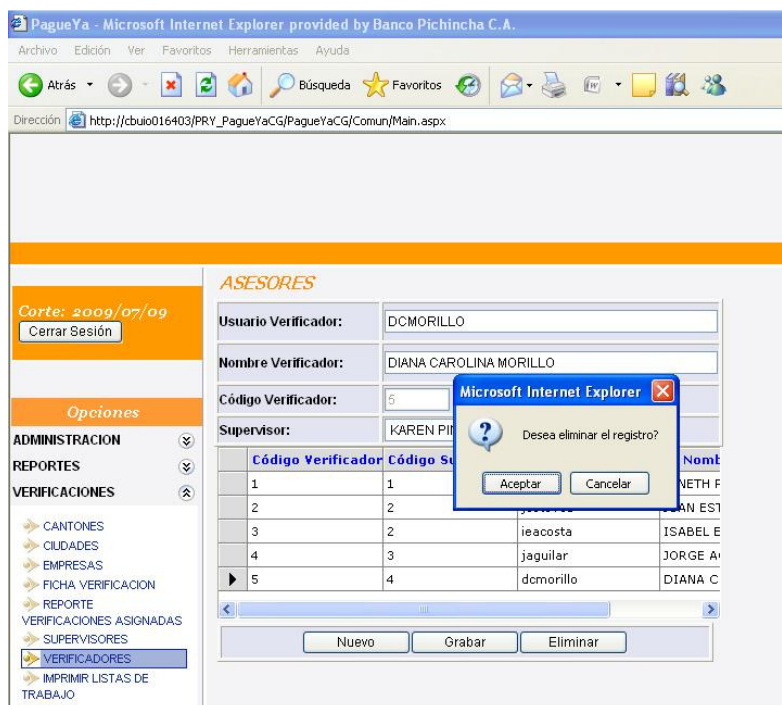 PagueYa - Microsoft Internet Explorer provided by Banco Pichincha C.A.
Archivo Edición Ver Favoritos Herramientas Ayuda
Atrás Búsqueda Favoritos
Dirección http://cbuio016403/PRY_PagueYaCG/PagueYaCG/Comun/Main.aspx
Corte: 2009/07/09
Cerrar Sesión
Opciones
ADMINISTRACION
REPORTES
VERIFICACIONES
CANTONES
CIUDADES
EMPRESAS
FICHA VERIFICACION
REPORTE
VERIFICACIONES ASIGNADAS
SUPERVISORES
VERIFICADORES
IMPRIMIR LISTAS DE
TRABAJO
ASESORES
Usuario Verificador: DCMORILLO
Nombre Verificador: DIANA CAROLINA MORILLO
Código Verificador: 5
Supervisor: KAREN
Microsoft Internet Explorer
Desea eliminar el registro?
Aceptar Cancelar
Código Verificador Código Nomb
1 1 NETH
2 2 EST
3 2 ieacosta ISABEL E
4 3 jaguilar JORGE
5 4 dcmorillo DIANA C
Nuevo Grabar Eliminar